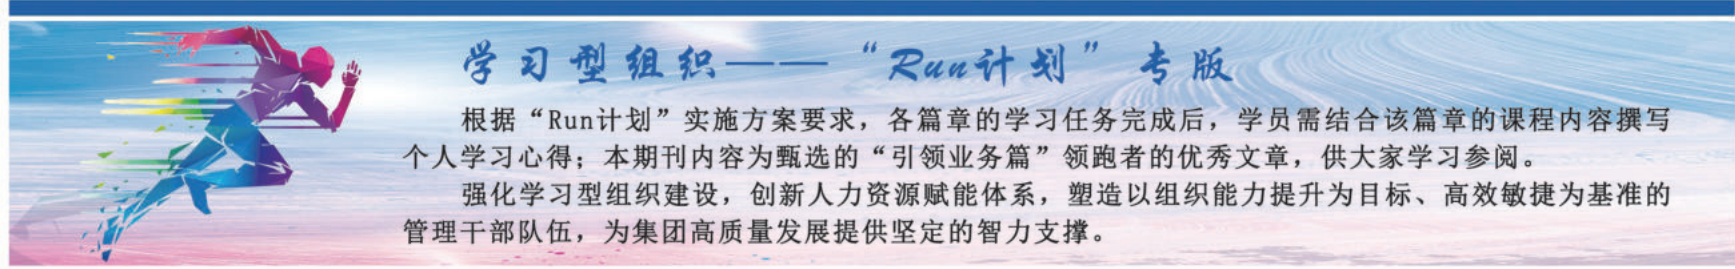 学习型组织——“Run计划”专版
根据“Run计划”实施方案要求，各篇章的学习任务完成后，学员需结合该篇章的课程内容撰写
个人学习心得；本期刊内容为甄选的“引领业务篇”领跑者的优秀文章，供大家学习参阅。
强化学习型组织建设，创新人力资源赋能体系，塑造以组织能力提升为目标、高效敏捷为基准的
管理干部队伍，为集团高质量发展提供坚定的智力支撑。